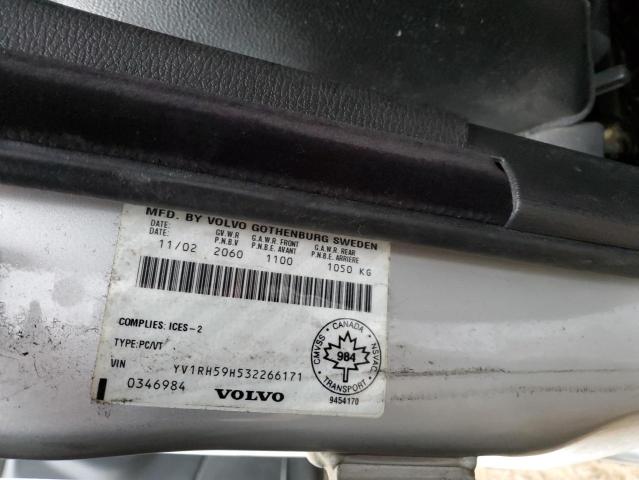 MFD. BY VOLVO GOTHENBURG SWEDEN
DATE: GV.W.R G.A.W.R. FRONT G.A.W.R. REAR
DATE: P.N.B.V P.N.B.E. AVANT P.N.B.E. ARRIERE
11/02 2060 1100 1050 KG
COMPLIES: ICES-2
TYPE:PC/VT
VIN YV1RH59H532266171
0346984 VOLVO
CANADA
CMVSS
984
NSVAC
TRANSPORT
9454170